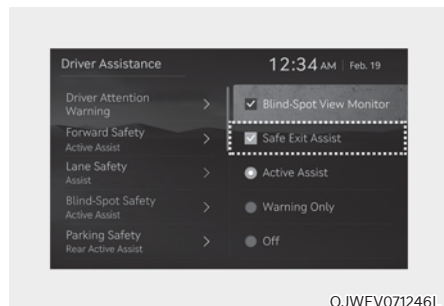 Driver Assistance
12:34 AM | Feb. 19
Driver Attention
Warning
Forward Safety
Active Assist
Lane Safety
Assist
Blind-Spot Safety
Active Assist
Parking Safety
Rear Active Assist
Blind-Spot View Monitor
Safe Exit Assist
Active Assist
Warning Only
Off
OJWEV071246L